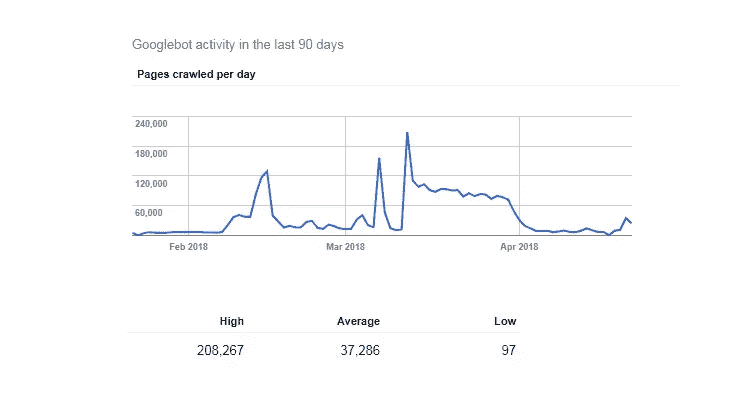 Googlebot activity in the last 90 days
Pages crawled per day
240,000
180,000
120,000
60,000
Feb 2018 Mar 2018 Apr 2018
High Average Low
208,267 37,286 97